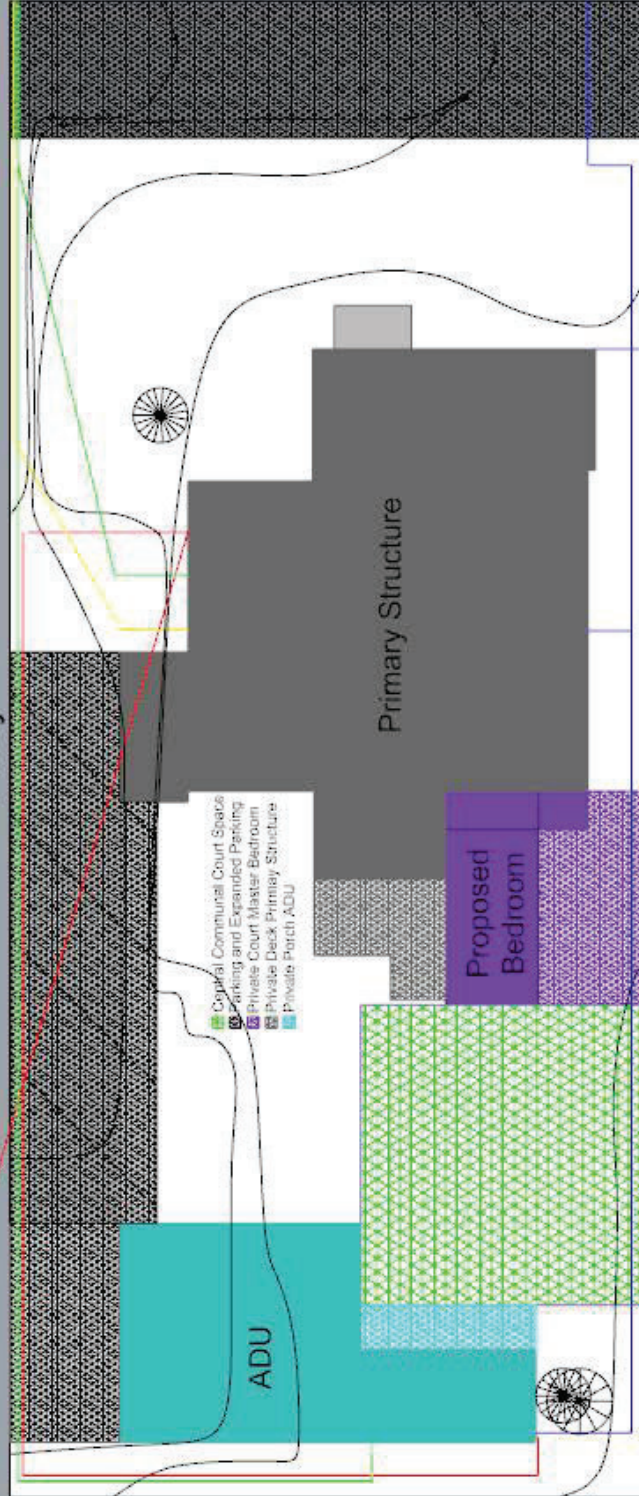 Central Communal Court Space
Parking and Expanded Parking
Private Court Master Bedroom
Private Deck Primiay Structure
Private Porch ADU
Primary Structure
Proposed
Bedroom
ADU